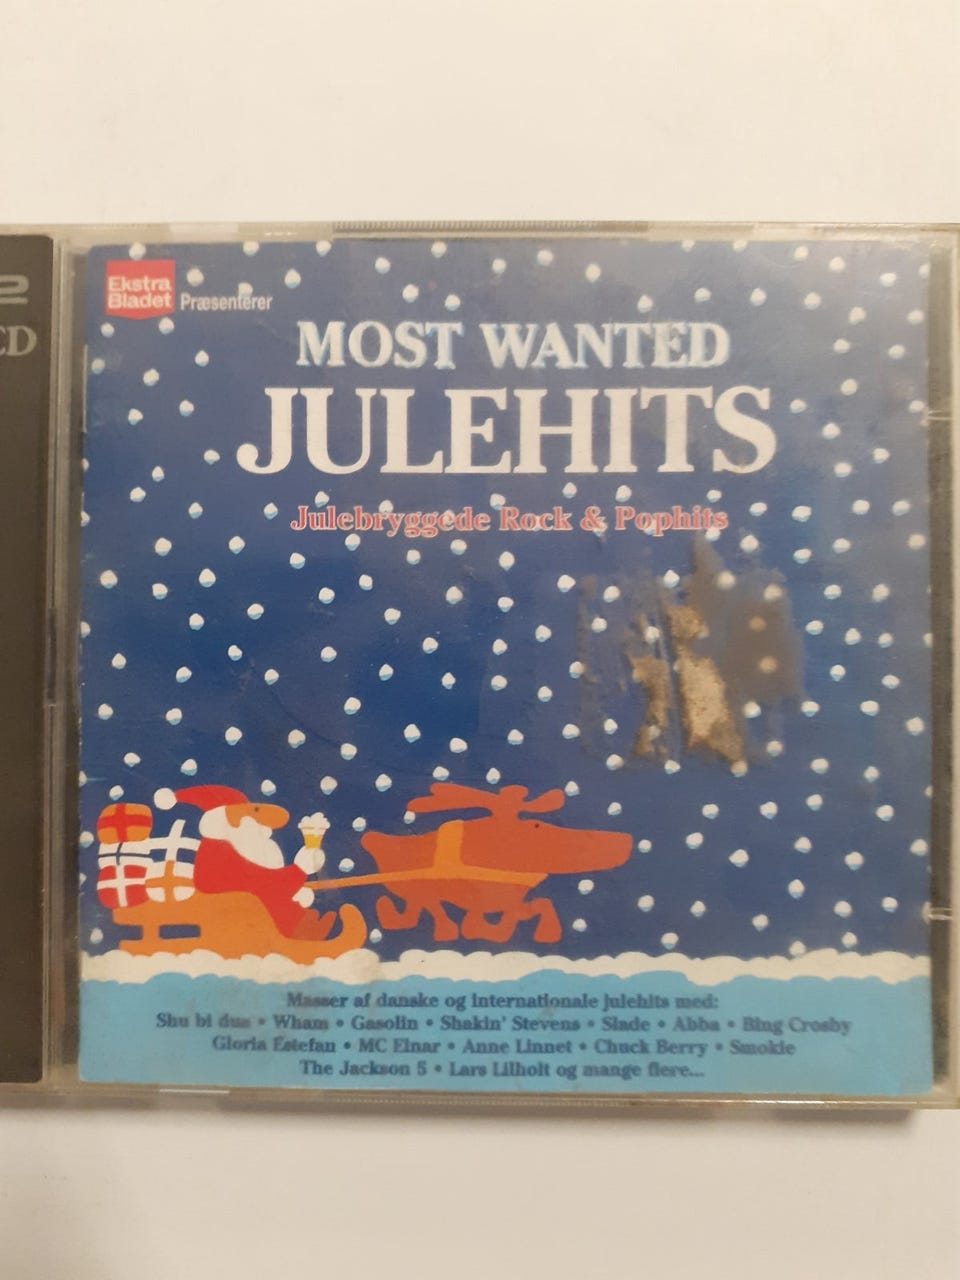 2
CD
Ekstra
Bladet Præsenterer
MOST WANTED
JULEHITS
Julebryggede Rock & Pophits
Masser af danske og internationale julehits med:
Shu bi dua • Wham • Gasolin • Shakin' Stevens • Slade • Abba • Bing Crosby
Gloria Estefan • MC Einar • Anne Linnet • Chuck Berry • Smokie
The Jackson 5 • Lars Lilholt og mange flere...